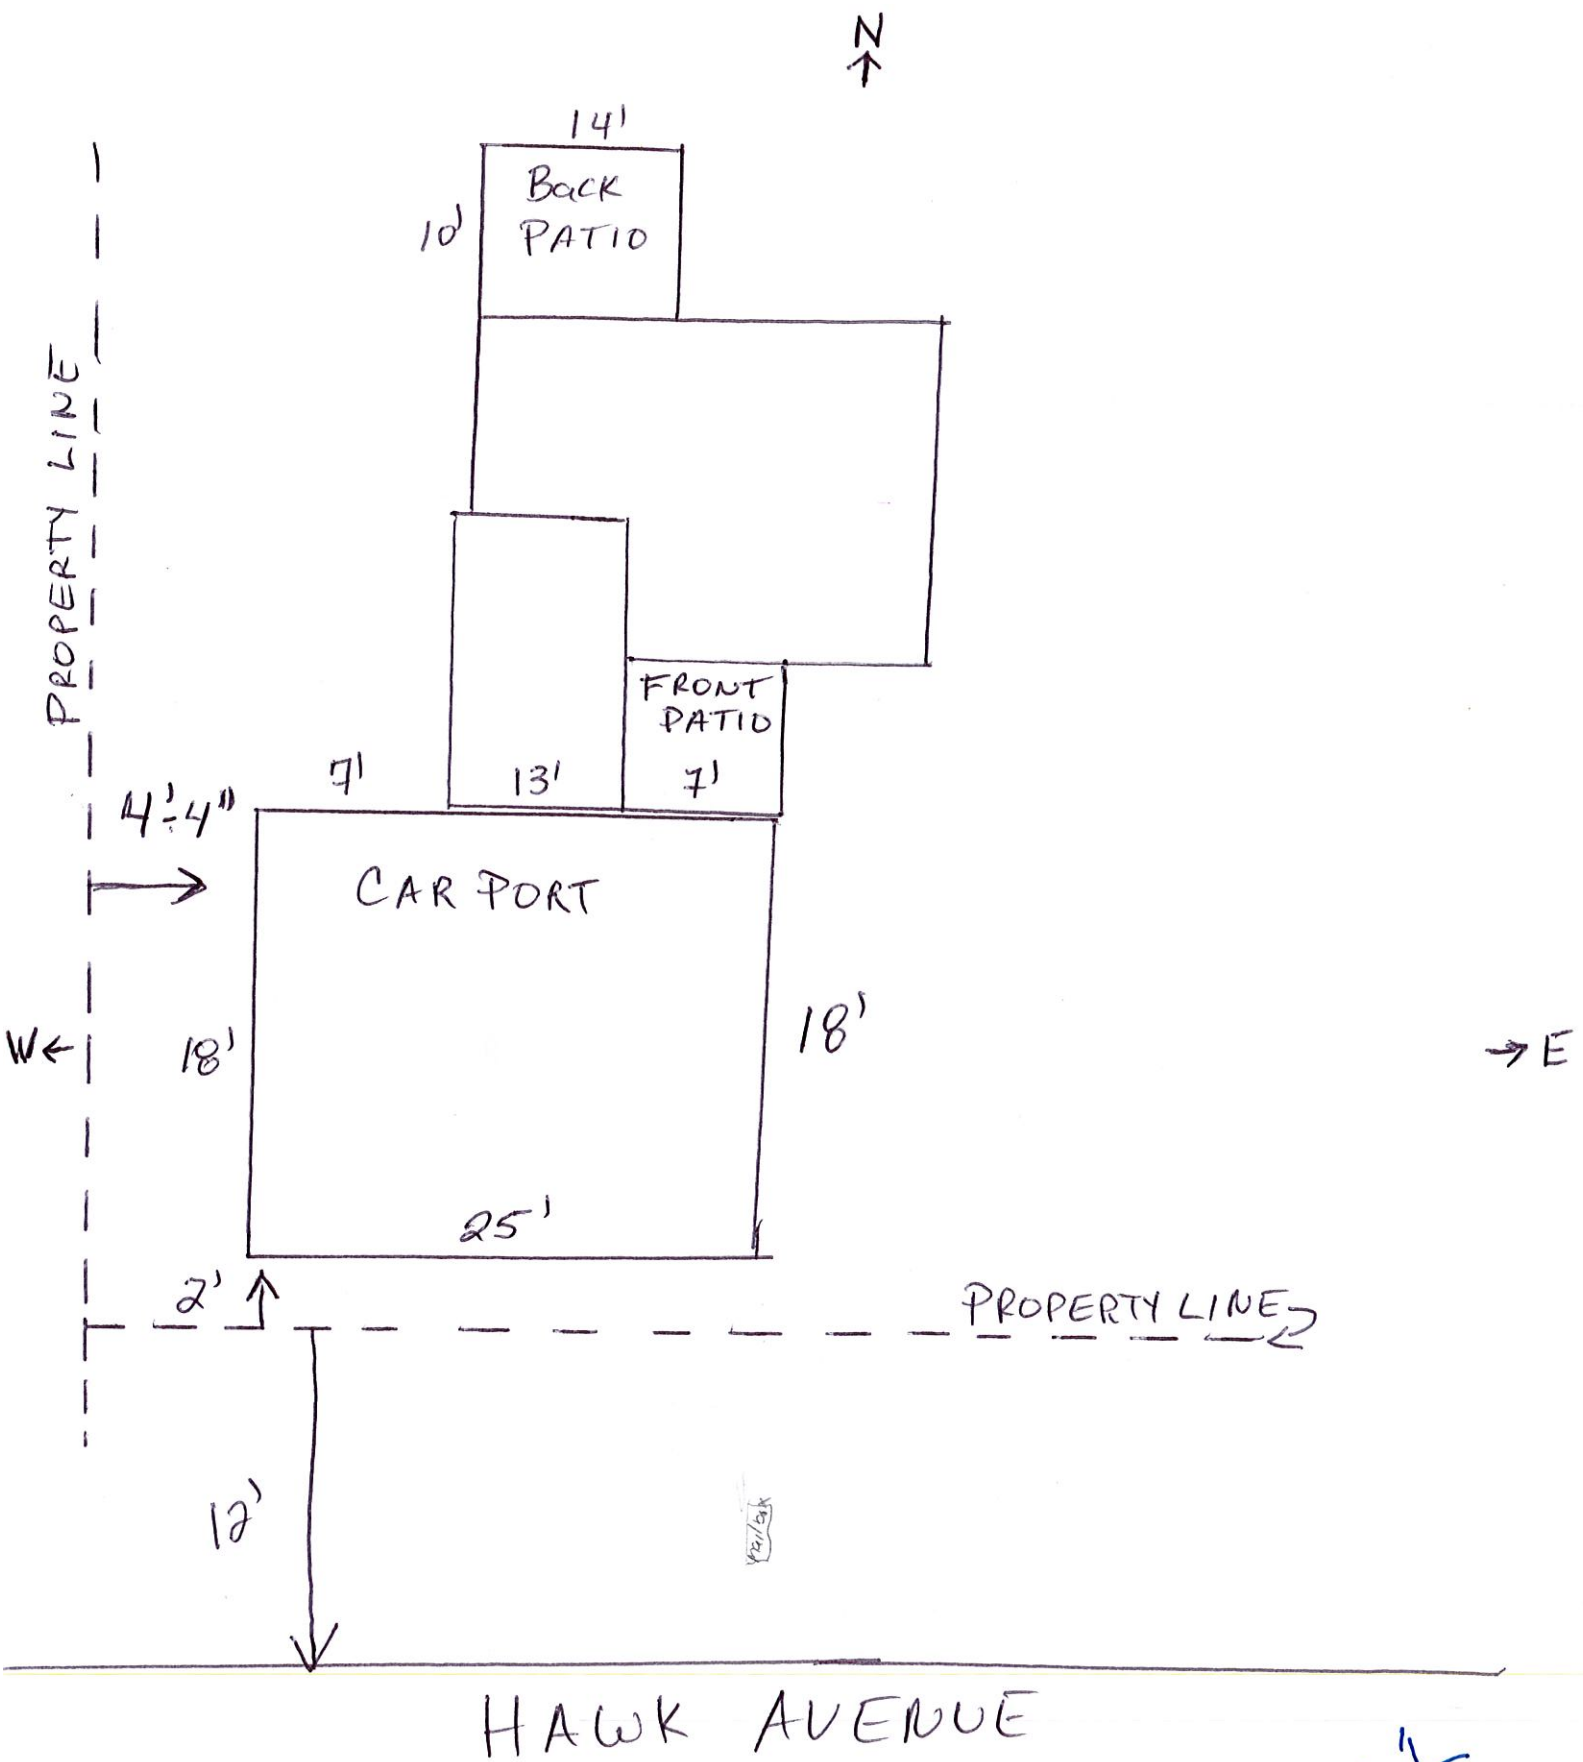 N
14'
Back
PATIO
10'
PROPERTY LINE
FRONT
PATIO
7'
13'
7'
4'-4"
CAR PORT
W
18'
18'
E
25'
2'
PROPERTY LINE
12'
mailbox
HAWK AVENUE